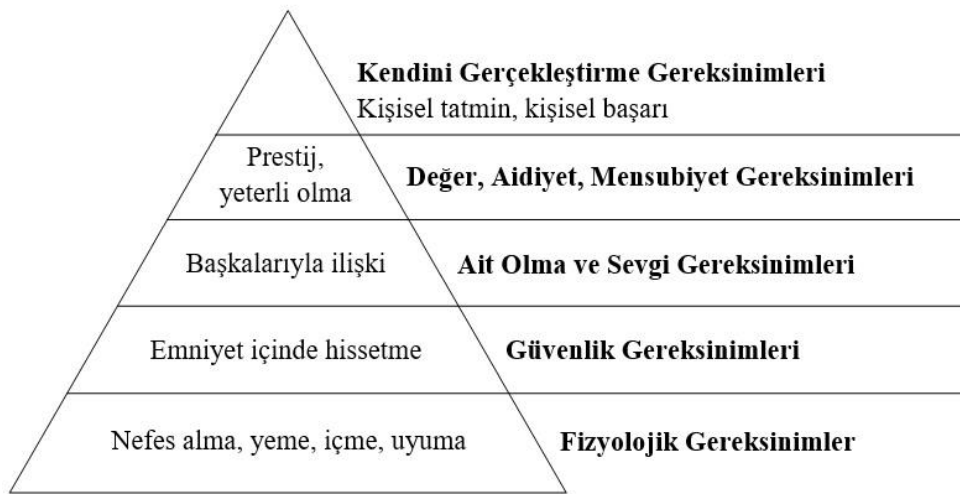 Kendini Gerçekleştirme Gereksinimleri
Kişisel tatmin, kişisel başarı
Prestij,
yeterli olma
Değer, Aidiyet, Mensubiyet Gereksinimleri
Başkalarıyla ilişki
Ait Olma ve Sevgi Gereksinimleri
Emniyet içinde hissetme
Güvenlik Gereksinimleri
Nefes alma, yeme, içme, uyuma
Fizyolojik Gereksinimler